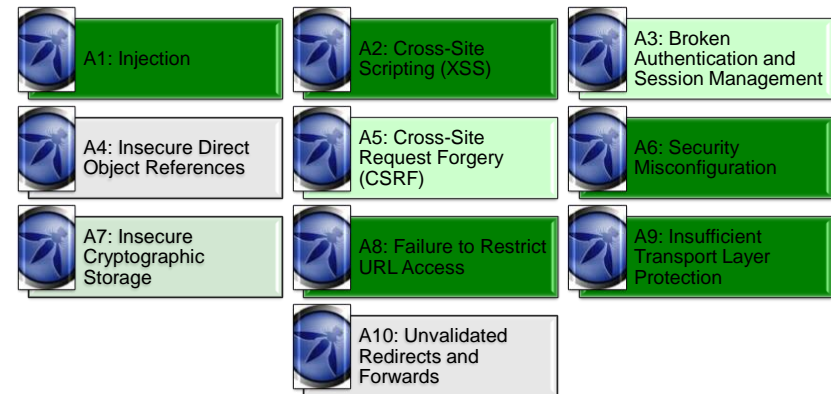 A1: Injection
A2: Cross-Site
Scripting (XSS)
A3: Broken
Authentication and
Session Management
A4: Insecure Direct
Object References
A5: Cross-Site
Request Forgery
(CSRF)
A6: Security
Misconfiguration
A7: Insecure
Cryptographic
Storage
A8: Failure to Restrict
URL Access
A9: Insufficient
Transport Layer
Protection
A10: Unvalidated
Redirects and
Forwards